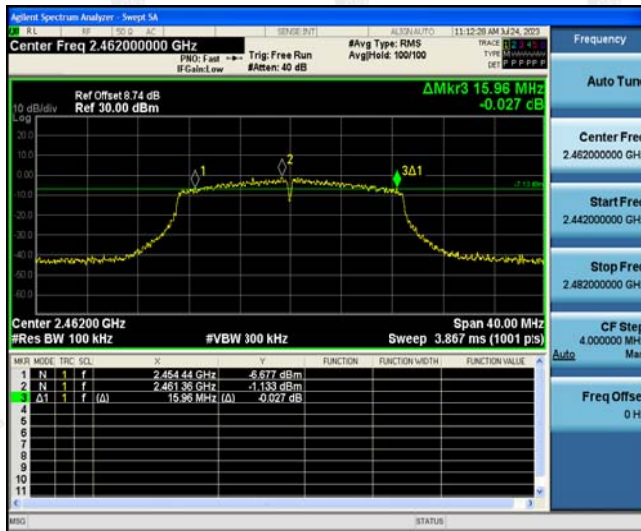 Agilent Spectrum Analyzer - Swept SA
RL RF 50 Ω AC SENSE:INT ALIGN AUTO 11:12:28 AM Jul 24, 2023
Center Freq 2.462000000 GHz
PNO: Fast
IFGain:Low
Trig: Free Run
#Atten: 40 dB
#Avg Type: RMS
Avg|Hold: 100/100
TRACE 1 2 3 4 5 6
TYPE
DET P P P P P P
Ref Offset 8.74 dB
10 dB/div Ref 30.00 dBm
Log
ΔMkr3 15.96 MHz
-0.027 dB
20.0
10.0
0.00
-10.0
-20.0
-30.0
-40.0
-50.0
-60.0
1
2
3Δ1
-7.13 dBm
Center 2.46200 GHz Span 40.00 MHz
#Res BW 100 kHz #VBW 300 kHz Sweep 3.867 ms (1001 pts)
MKR MODE TRC SCL X Y FUNCTION FUNCTION WIDTH FUNCTION VALUE
1 N 1 f 2.454 44 GHz -6.677 dBm
2 N 1 f 2.461 36 GHz -1.133 dBm
3 Δ1 1 f (Δ) 15.96 MHz (Δ) -0.027 dB
4
5
6
7
8
9
10
11
MSG STATUS
Frequency
Auto Tune
Center Freq
2.462000000 GHz
Start Freq
2.442000000 GHz
Stop Freq
2.482000000 GHz
CF Step
4.000000 MHz
Auto Man
Freq Offset
0 Hz